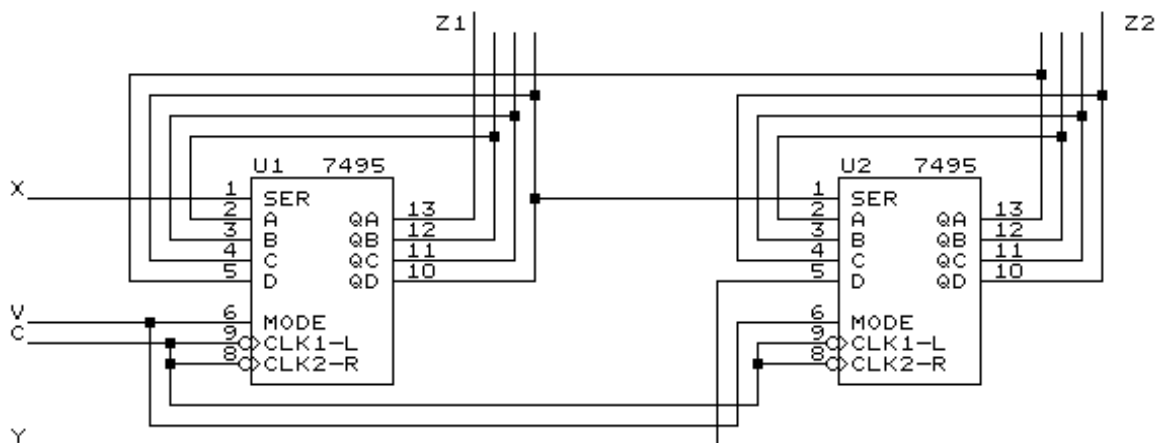 Z1
Z2
U1 7495
U2 7495
X
1 SER
2 A QA 13
3 B QB 12
4 C QC 11
5 D QD 10
V 6 MODE
C 9 CLK1-L
8 CLK2-R
1 SER
2 A QA 13
3 B QB 12
4 C QC 11
5 D QD 10
6 MODE
9 CLK1-L
8 CLK2-R
Y